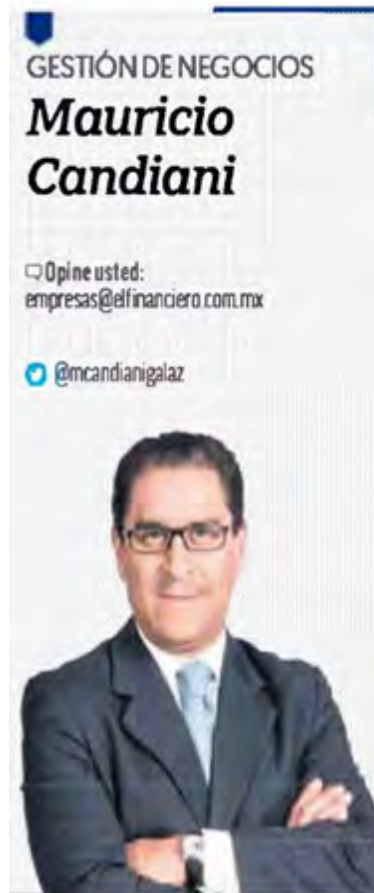 GESTIÓN DE NEGOCIOS
Mauricio
Candiani
Opine usted:
empresas@elfinanciero.com.mx
@mcandianigalaz